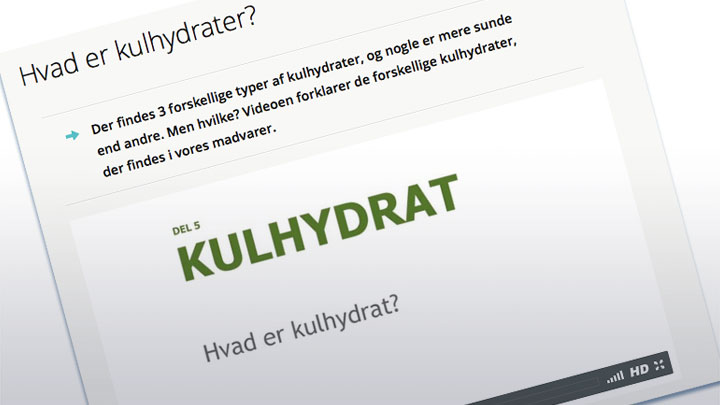 Hvad er kulhydrater?
Der findes 3 forskellige typer af kulhydrater, og nogle er mere sunde
end andre. Men hvilke? Videoen forklarer de forskellige kulhydrater,
der findes i vores madvarer.
DEL 5
KULHYDRAT
Hvad er kulhydrat?
HD